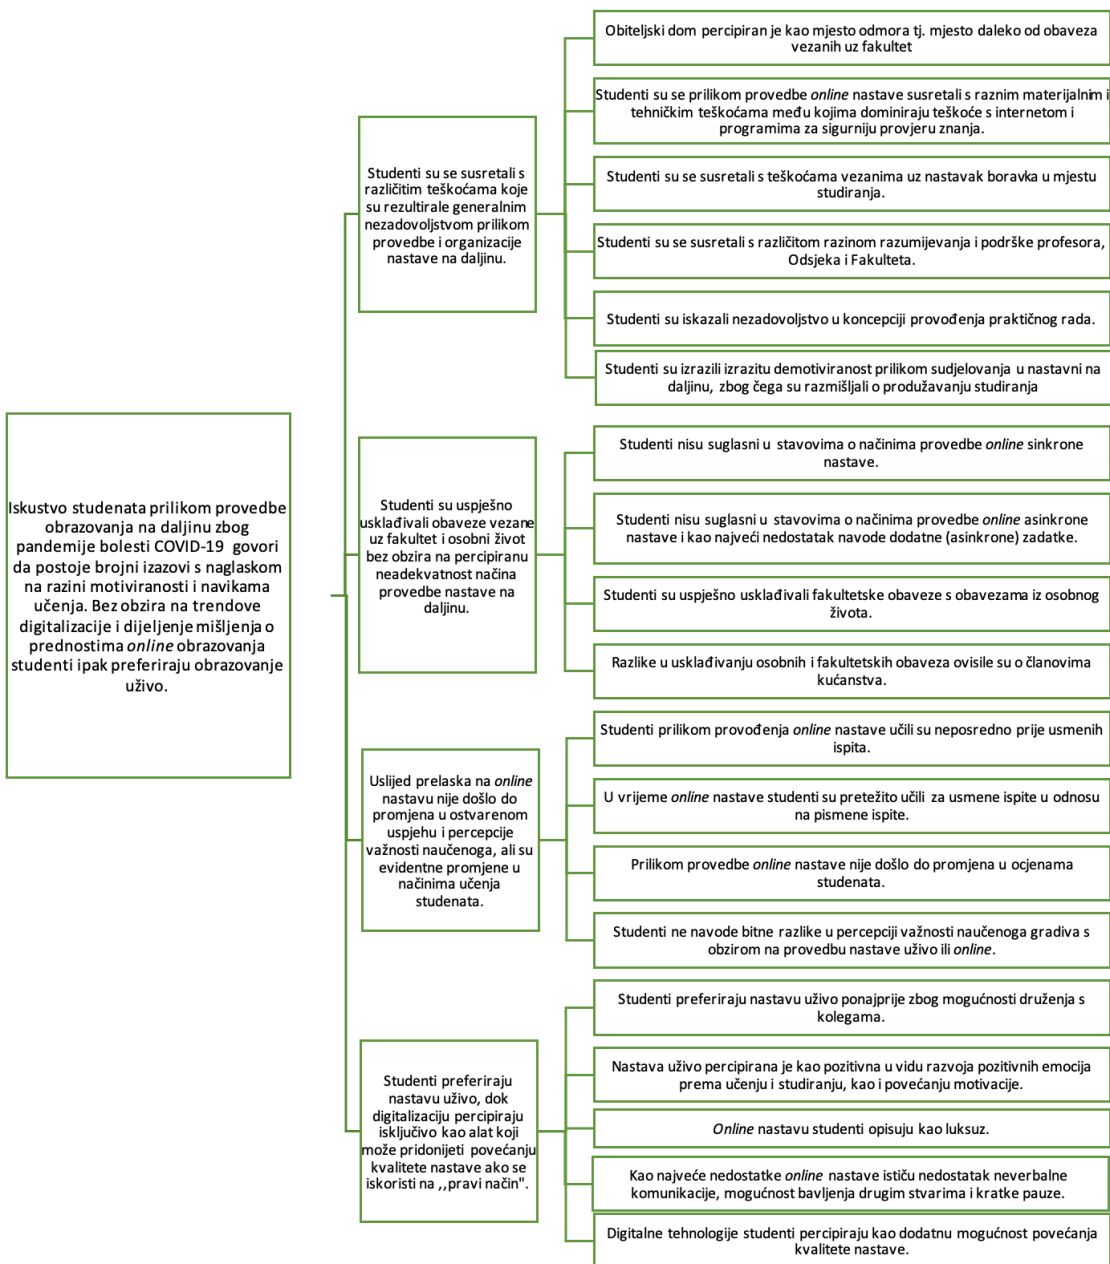 Iskustvo studenata prilikom provedbe
obrazovanja na daljinu zbog
pandemije bolesti COVID-19 govori
da postoje brojni izazovi s naglaskom
na razini motiviranosti i navikama
učenja. Bez obzira na trendove
digitalizacije i dijeljenje mišljenja o
prednostima online obrazovanja
studenti ipak preferiraju obrazovanje
uživo.
Studenti su se susretali s
različitim teškoćama koje
su rezultirale generalnim
nezadovoljstvom prilikom
provedbe i organizacije
nastave na daljinu.
Obiteljski dom percipiran je kao mjesto odmora tj. mjesto daleko od obaveza
vezanih uz fakultet
Studenti su se prilikom provedbe online nastave susretali s raznim materijalnim i
tehničkim teškoćama među kojima dominiraju teškoće s internetom i
programima za sigurniju provjeru znanja.
Studenti su se susretali s teškoćama vezanima uz nastavak boravka u mjestu
studiranja.
Studenti su se susretali s različitom razinom razumijevanja i podrške profesora,
Odsjeka i Fakulteta.
Studenti su iskazali nezadovoljstvo u koncepciji provođenja praktičnog rada.
Studenti su izrazili izrazitu demotiviranost prilikom sudjelovanja u nastavni na
daljinu, zbog čega su razmišljali o produžavanju studiranja
Studenti su uspješno
usklađivali obaveze vezane
uz fakultet i osobni život
bez obzira na percipiranu
neadekvatnost načina
provedbe nastave na
daljinu.
Studenti nisu suglasni u stavovima o načinima provedbe online sinkrone
nastave.
Studenti nisu suglasni u stavovima o načinima provedbe online asinkrone
nastave i kao najveći nedostatak navode dodatne (asinkrone) zadatke.
Studenti su uspješno usklađivali fakultetske obaveze s obavezama iz osobnog
života.
Razlike u usklađivanju osobnih i fakultetskih obaveza ovisile su o članovima
kućanstva.
Uslijed prelaska na online
nastavu nije došlo do
promjena u ostvarenom
uspjehu i percepcije
važnosti naučenoga, ali su
evidentne promjene u
načinima učenja
studenata.
Studenti prilikom provođenja online nastave učili su neposredno prije usmenih
ispita.
U vrijeme online nastave studenti su pretežito učili za usmene ispite u odnosu
na pismene ispite.
Prilikom provedbe online nastave nije došlo do promjena u ocjenama
studenata.
Studenti ne navode bitne razlike u percepciji važnosti naučenoga gradiva s
obzirom na provedbu nastave uživo ili online.
Studenti preferiraju
nastavu uživo, dok
digitalizaciju percipiraju
isključivo kao alat koji
može pridonijeti povećanju
kvalitete nastave ako se
iskoristi na ,,pravi način".
Studenti preferiraju nastavu uživo ponajprije zbog mogućnosti druženja s
kolegama.
Nastava uživo percipirana je kao pozitivna u vidu razvoja pozitivnih emocija
prema učenju i studiranju, kao i povećanju motivacije.
Online nastavu studenti opisuju kao luksuz.
Kao najveće nedostatke online nastave ističu nedostatak neverbalne
komunikacije, mogućnost bavljenja drugim stvarima i kratke pauze.
Digitalne tehnologije studenti percipiraju kao dodatnu mogućnost povećanja
kvalitete nastave.